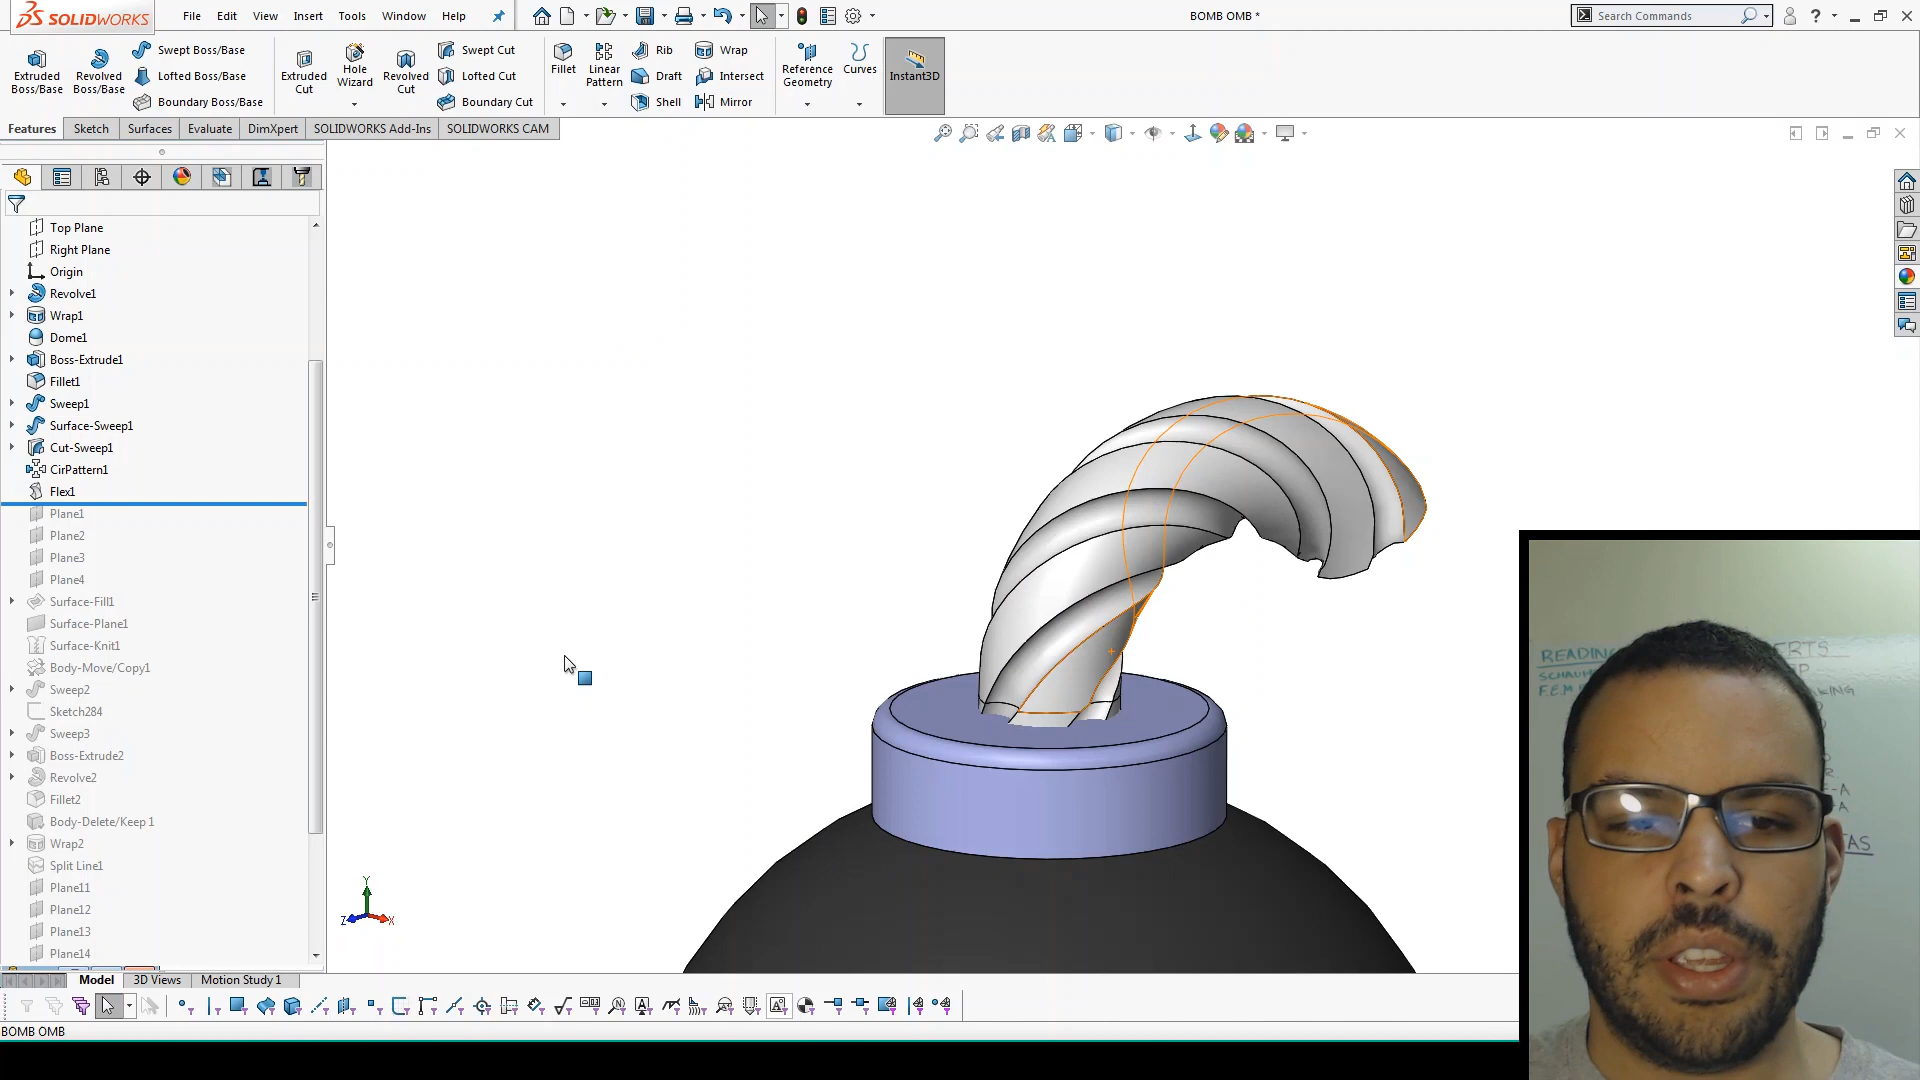 SOLIDWORKS
File Edit View Insert Tools Window Help
BOMB OMB *
Search Commands
Extruded Boss/Base
Revolved Boss/Base
Swept Boss/Base
Lofted Boss/Base
Boundary Boss/Base
Extruded Cut
Hole Wizard
Revolved Cut
Swept Cut
Lofted Cut
Boundary Cut
Fillet
Linear Pattern
Rib
Draft
Shell
Wrap
Intersect
Mirror
Reference Geometry
Curves
Instant3D
Features Sketch Surfaces Evaluate DimXpert SOLIDWORKS Add-Ins SOLIDWORKS CAM
Top Plane
Right Plane
Origin
Revolve1
Wrap1
Dome1
Boss-Extrude1
Fillet1
Sweep1
Surface-Sweep1
Cut-Sweep1
CirPattern1
Flex1
Plane1
Plane2
Plane3
Plane4
Surface-Fill1
Surface-Plane1
Surface-Knit1
Body-Move/Copy1
Sweep2
Sketch284
Sweep3
Boss-Extrude2
Revolve2
Fillet2
Body-Delete/Keep 1
Wrap2
Split Line1
Plane11
Plane12
Plane13
Plane14
Y
Z X
READING
Model 3D Views Motion Study 1
BOMB OMB